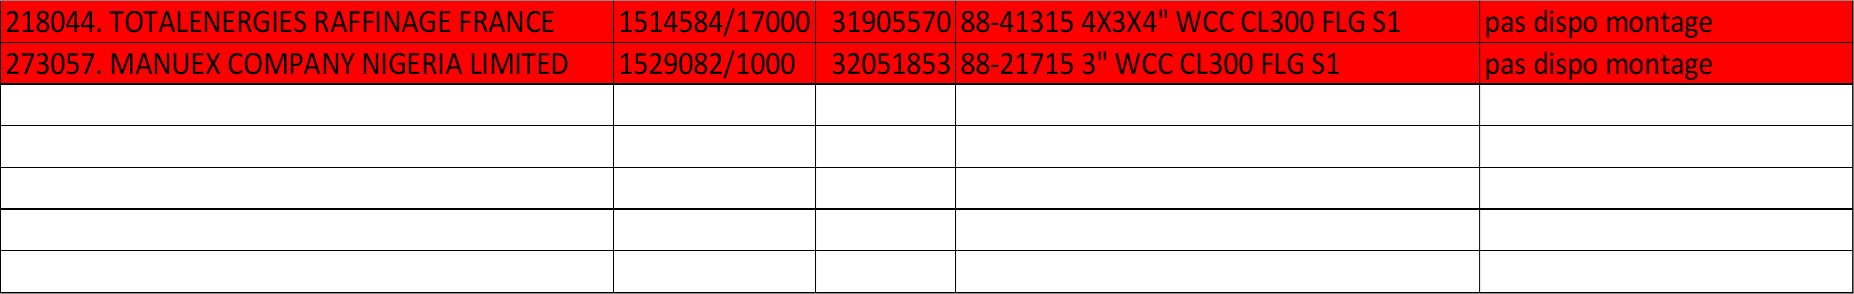 218044. TOTALENERGIES RAFFINAGE FRANCE 1514584/17000 31905570 88-41315 4X3X4" WCC CL300 FLG S1 pas dispo montage
273057. MANUEX COMPANY NIGERIA LIMITED 1529082/1000 32051853 88-21715 3" WCC CL300 FLG S1 pas dispo montage